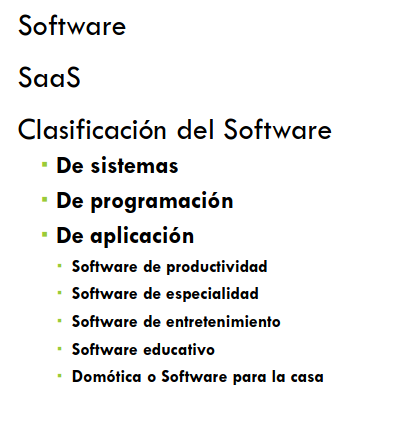 Software
SaaS
Clasificación del Software
▪ De sistemas
▪ De programación
▪ De aplicación
▪ Software de productividad
▪ Software de especialidad
▪ Software de entretenimiento
▪ Software educativo
▪ Domótica o Software para la casa